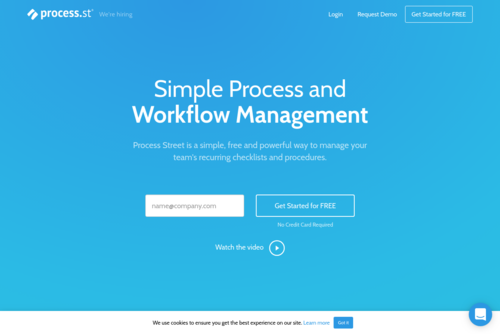 process.st We're hiring Login Request Demo Get Started for FREE
Simple Process and
Workflow Management
Process Street is a simple, free and powerful way to manage your
team's recurring checklists and procedures.
name@company.com Get Started for FREE
No Credit Card Required
Watch the video
We use cookies to ensure you get the best experience on our site. Learn more Got it